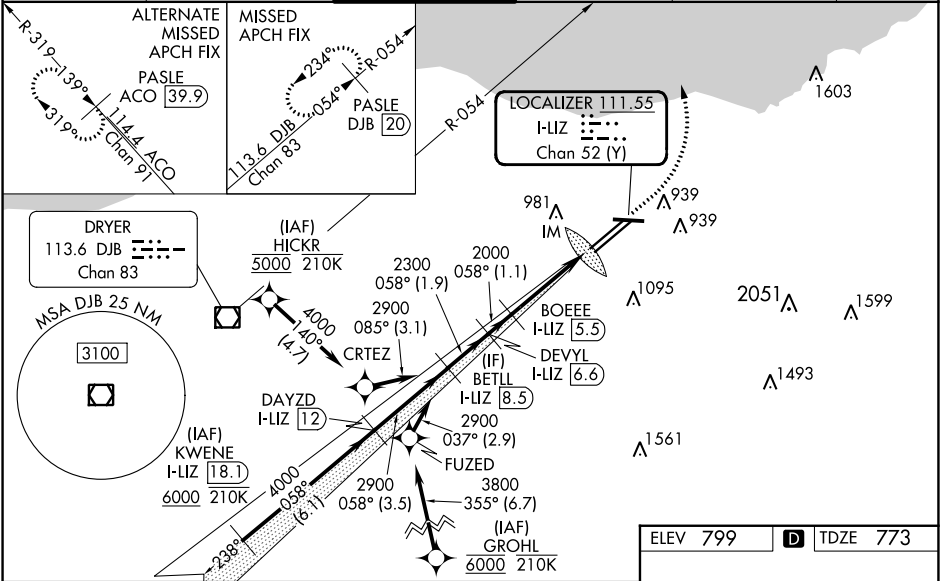 ALTERNATE
MISSED
APCH FIX
R-319
139°
319°
PASLE
ACO 39.9
114.4 ACO
Chan 91
MISSED
APCH FIX
234°
R-054
054°
PASLE
DJB 20
113.6 DJB
Chan 83
R-054
LOCALIZER 111.55
I-LIZ
Chan 52 (Y)
1603
981
IM
939
939
DRYER
113.6 DJB
Chan 83
(IAF)
HICKR
5000 210K
2300
058° (1.9)
2000
058° (1.1)
4000
140°
(4.7)
2900
085° (3.1)
CRTEZ
1095
2051
1599
BOEEE
I-LIZ 5.5
DEVYL
I-LIZ 6.6
(IF)
BETLL
I-LIZ 8.5
1493
MSA DJB 25 NM
3100
DAYZD
I-LIZ 12
2900
037° (2.9)
FUZED
1561
(IAF)
KWENE
I-LIZ 18.1
6000 210K
4000
058°
(6.1)
238°
2900
058° (3.5)
3800
355° (6.7)
(IAF)
GROHL
6000 210K
ELEV 799 D TDZE 773